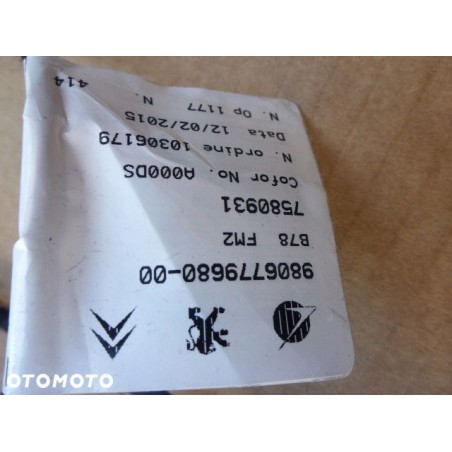 9806779680-00
B78 FM2
7580931
Cofor No. A000DS
N. ordine 10306179
Data 12/02/2015
N. Op 1177 N.
414
OTOMOTO